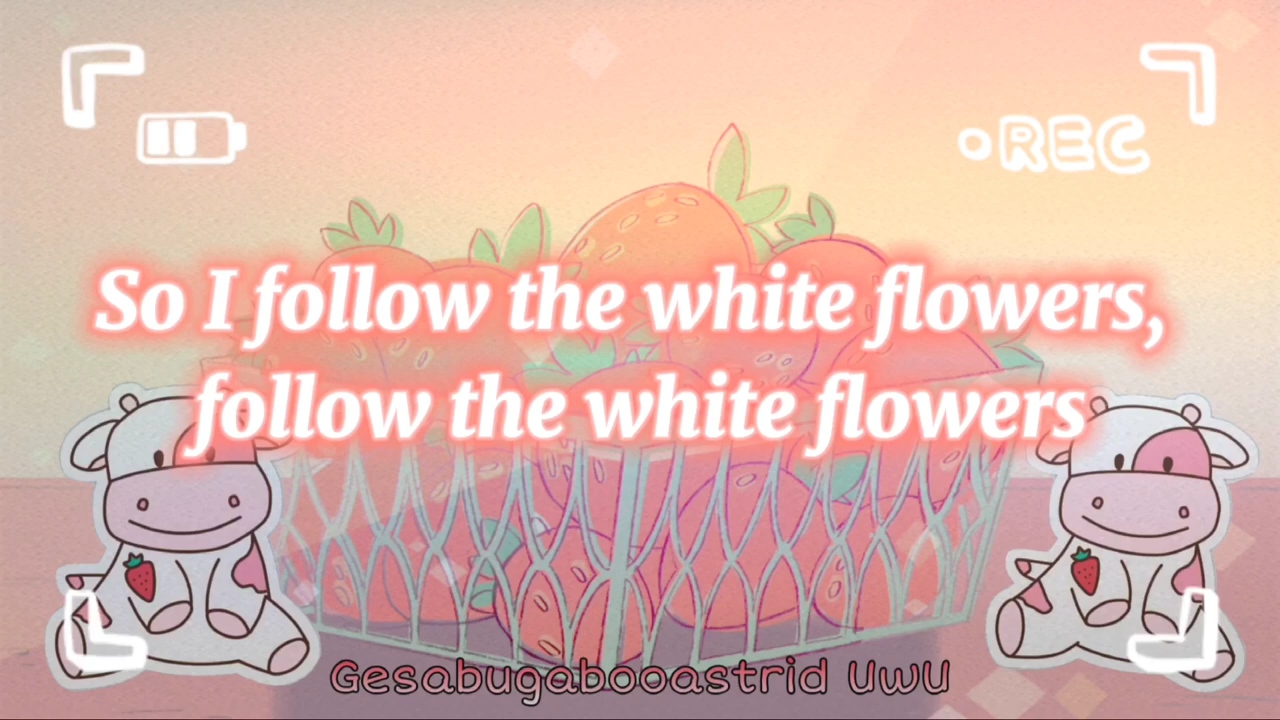 •REC
So I follow the white flowers,
follow the white flowers
Gesabugabooastrid UwU